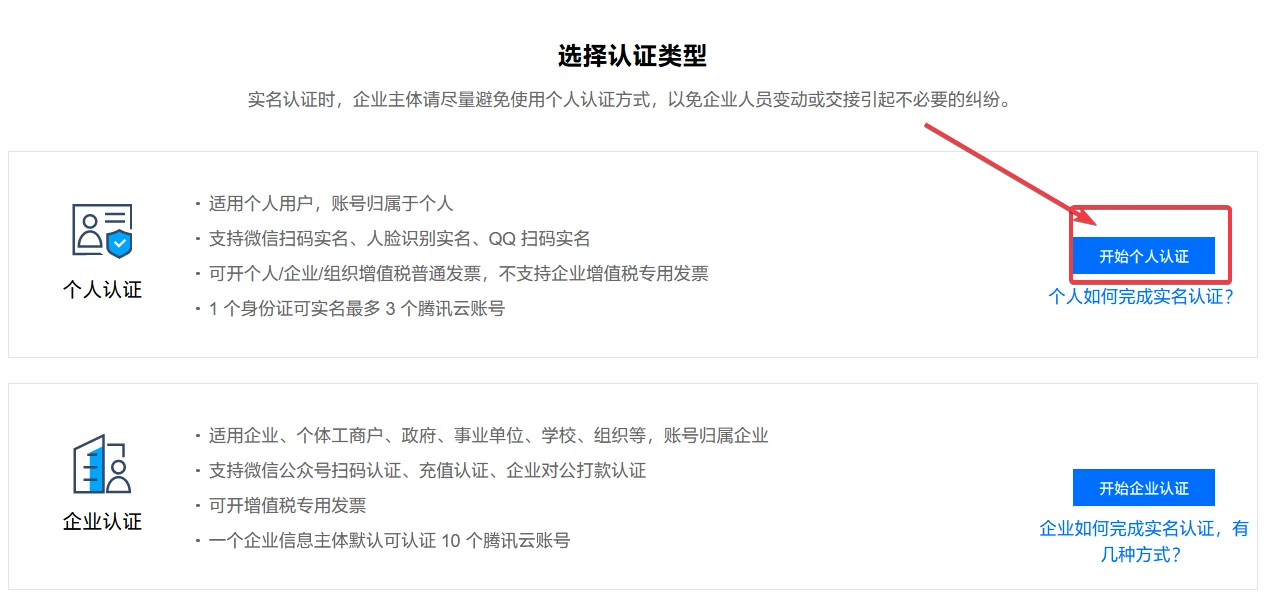 选择认证类型
实名认证时，企业主体请尽量避免使用个人认证方式，以免企业人员变动或交接引起不必要的纠纷。
个人认证
· 适用个人用户，账号归属于个人
· 支持微信扫码实名、人脸识别实名、QQ 扫码实名
· 可开个人/企业/组织增值税普通发票，不支持企业增值税专用发票
· 1 个身份证可实名最多 3 个腾讯云账号
开始个人认证
个人如何完成实名认证？
企业认证
· 适用企业、个体工商户、政府、事业单位、学校、组织等，账号归属企业
· 支持微信公众号扫码认证、充值认证、企业对公打款认证
· 可开增值税专用发票
· 一个企业信息主体默认可认证 10 个腾讯云账号
开始企业认证
企业如何完成实名认证，有
几种方式？